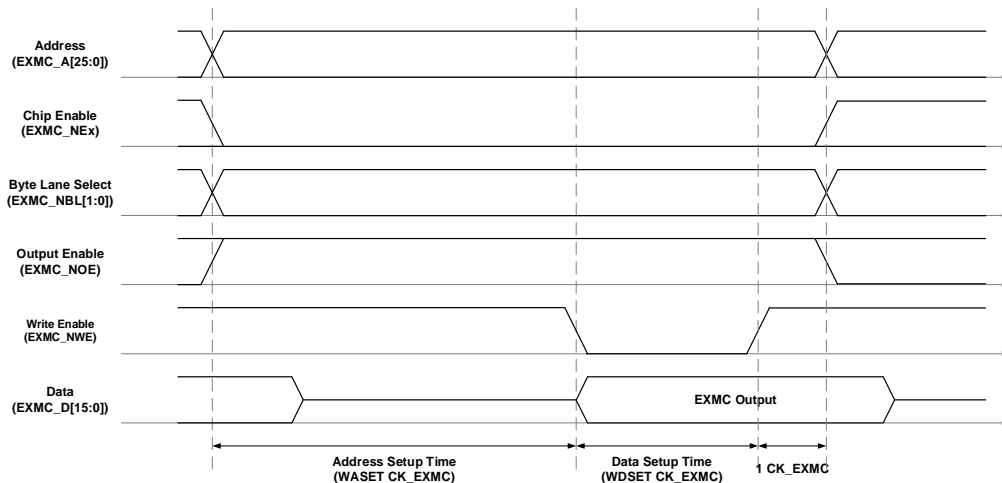 Address
(EXMC_A[25:0])
Chip Enable
(EXMC_NEx)
Byte Lane Select
(EXMC_NBL[1:0])
Output Enable
(EXMC_NOE)
Write Enable
(EXMC_NWE)
Data
(EXMC_D[15:0])
EXMC Output
Address Setup Time
(WASET CK_EXMC)
Data Setup Time
(WDSET CK_EXMC)
1 CK_EXMC